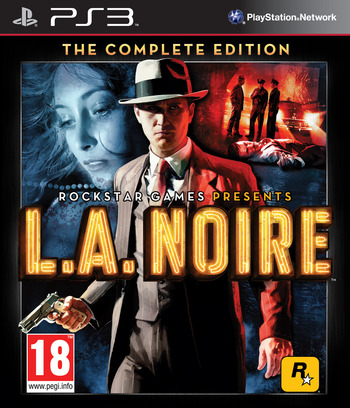 PS3
PlayStation®Network
THE COMPLETE EDITION
ROCKSTAR GAMES PRESENTS
L.A. NOIRE
18
www.pegi.info
R